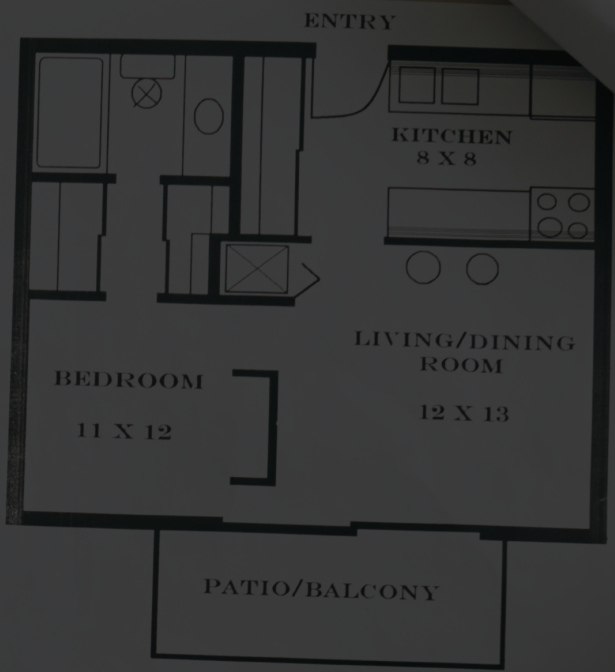 ENTRY
KITCHEN
8 X 8
LIVING/DINING
ROOM
12 X 13
BEDROOM
11 X 12
PATIO/BALCONY